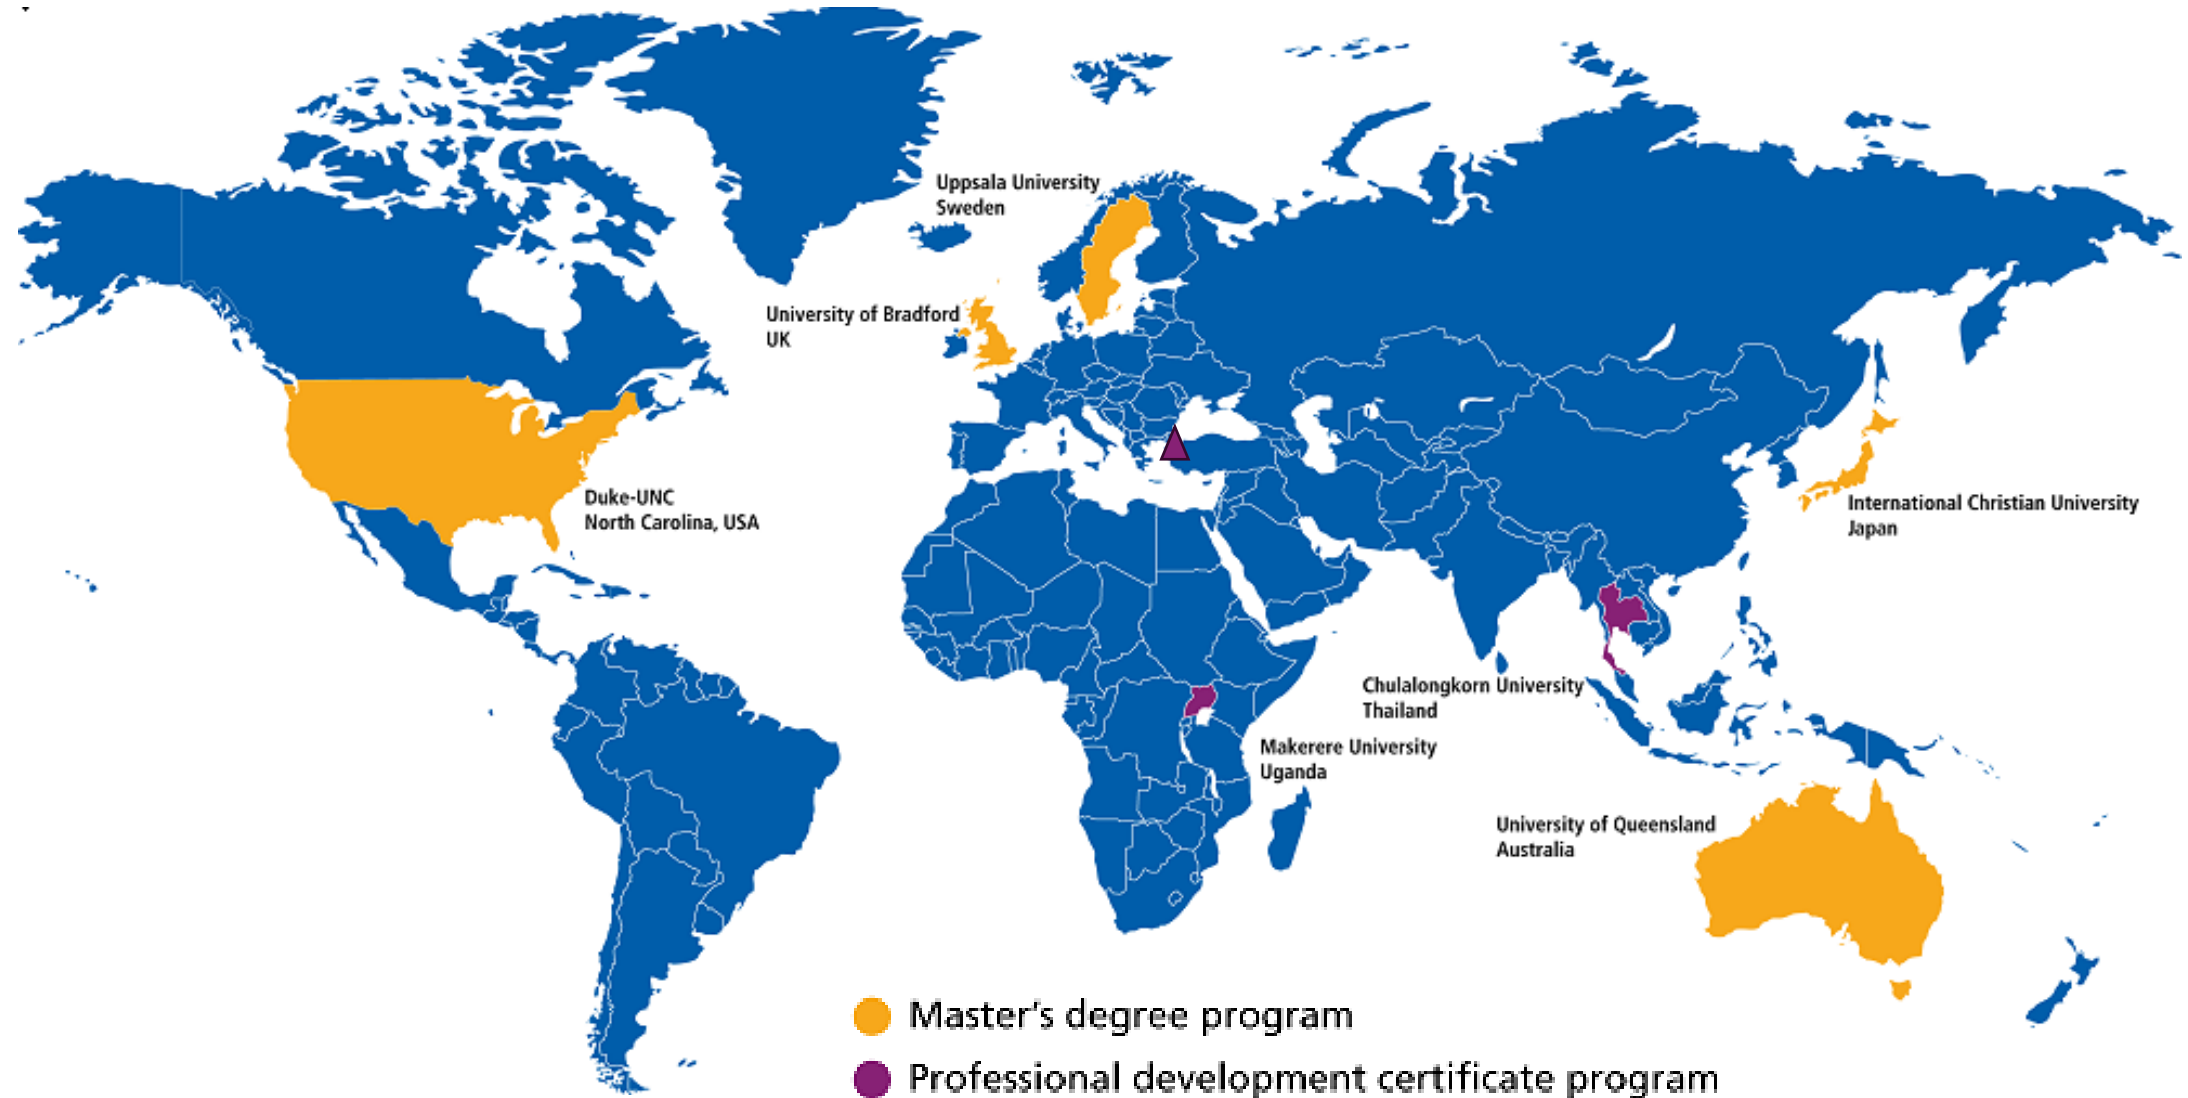 Uppsala University
Sweden
University of Bradford
UK
Duke-UNC
North Carolina, USA
International Christian University
Japan
Chulalongkorn University
Thailand
Makerere University
Uganda
University of Queensland
Australia
Master's degree program
Professional development certificate program